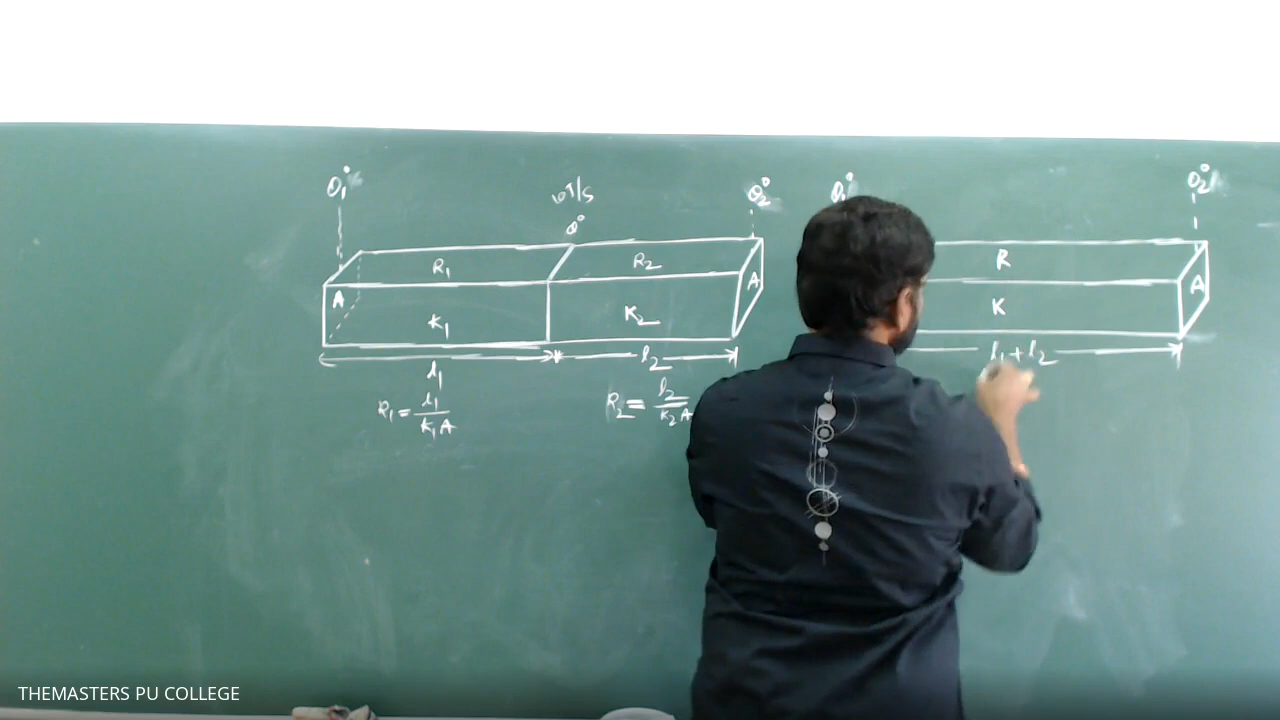 θ₁° θ° θ₂° θ₁° θ₂°
R₁ R₂ R
A A A
K₁ K₂ K
l₁ l₂ l₁+l₂
R₁ = l₁/K₁A R₂ = l₂/K₂A
THEMASTERS PU COLLEGE